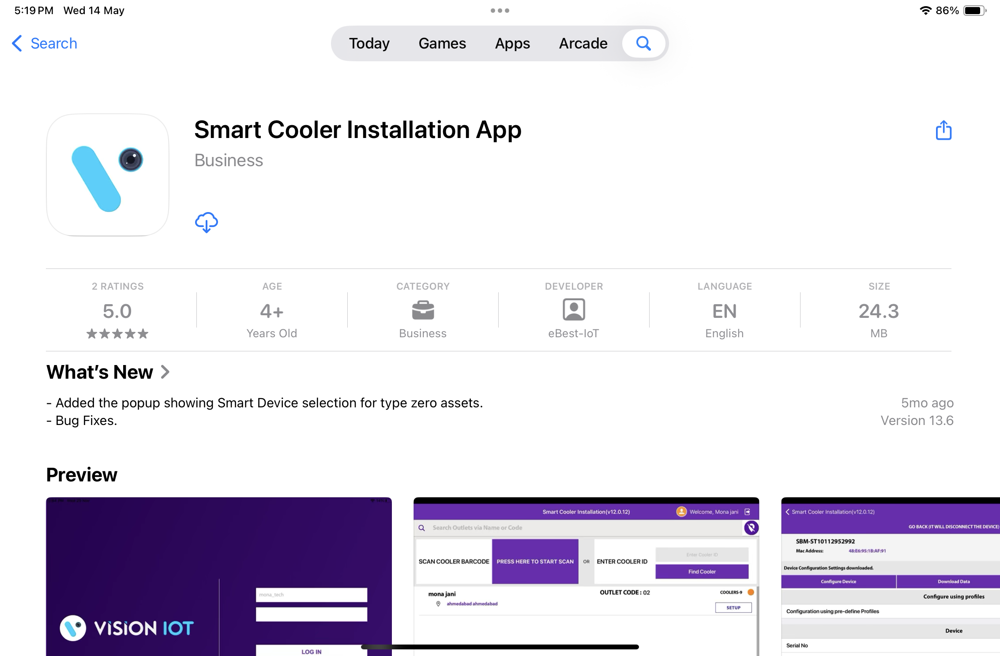 5:19 PM Wed 14 May
86%
Search
Today Games Apps Arcade
Smart Cooler Installation App
Business
2 RATINGS
5.0
AGE
4+
Years Old
CATEGORY
Business
DEVELOPER
eBest-IoT
LANGUAGE
EN
English
SIZE
24.3
MB
What's New
- Added the popup showing Smart Device selection for type zero assets.
- Bug Fixes.
5mo ago
Version 13.6
Preview
mona_tech
VISION IOT
LOG IN
Smart Cooler Installation(v12.0.12)
Welcome, Mona jani
Search Outlets via Name or Code
SCAN COOLER BARCODE
PRESS HERE TO START SCAN
OR
ENTER COOLER ID
Enter Cooler ID
Find Cooler
mona jani
OUTLET CODE : 02
COOLERS-9
ahmedabad ahmedabad
SETUP
Smart Cooler Installation(v12.0.12)
GO BACK (IT WILL DISCONNECT THE DEVICE)
SBM-ST10112952992
Mac Address: 48:E6:95:1B:AF:91
Device Configuration Settings downloaded.
Configure Device
Download Data
Configure using profiles
Configuration using pre-define Profiles
Device
Serial No